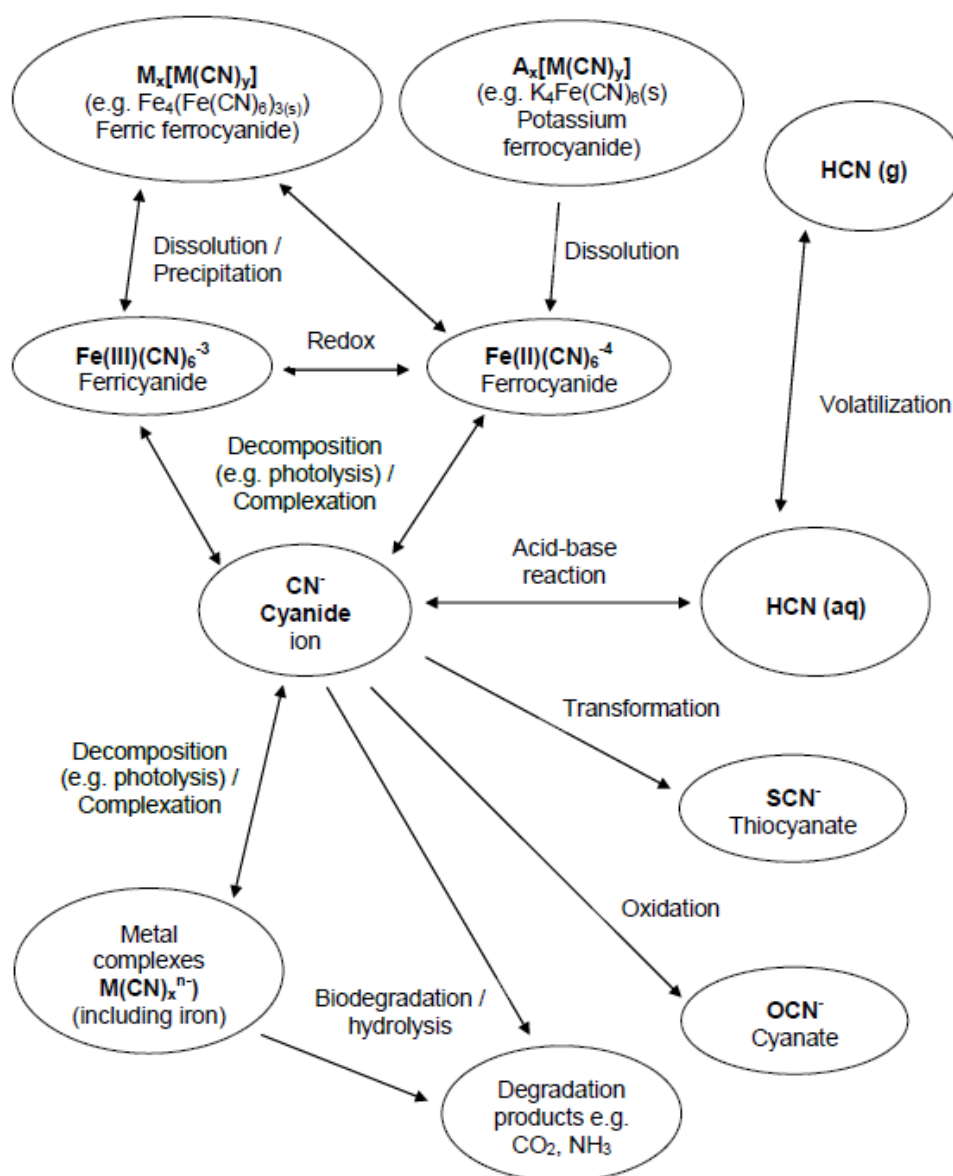 Mₓ[M(CN)ᵧ]
(e.g. Fe₄(Fe(CN)₆)₃₍ₛ₎)
Ferric ferrocyanide)
Aₓ[M(CN)ᵧ]
(e.g. K₄Fe(CN)₆(s)
Potassium
ferrocyanide)
HCN (g)
Dissolution /
Precipitation
Dissolution
Fe(III)(CN)₆⁻³
Ferricyanide
Redox
Fe(II)(CN)₆⁻⁴
Ferrocyanide
Volatilization
Decomposition
(e.g. photolysis) /
Complexation
CN⁻
Cyanide
ion
Acid-base
reaction
HCN (aq)
Transformation
Decomposition
(e.g. photolysis) /
Complexation
SCN⁻
Thiocyanate
Oxidation
Metal
complexes
M(CN)ₓⁿ⁻)
(including iron)
Biodegradation /
hydrolysis
OCN⁻
Cyanate
Degradation
products e.g.
CO₂, NH₃